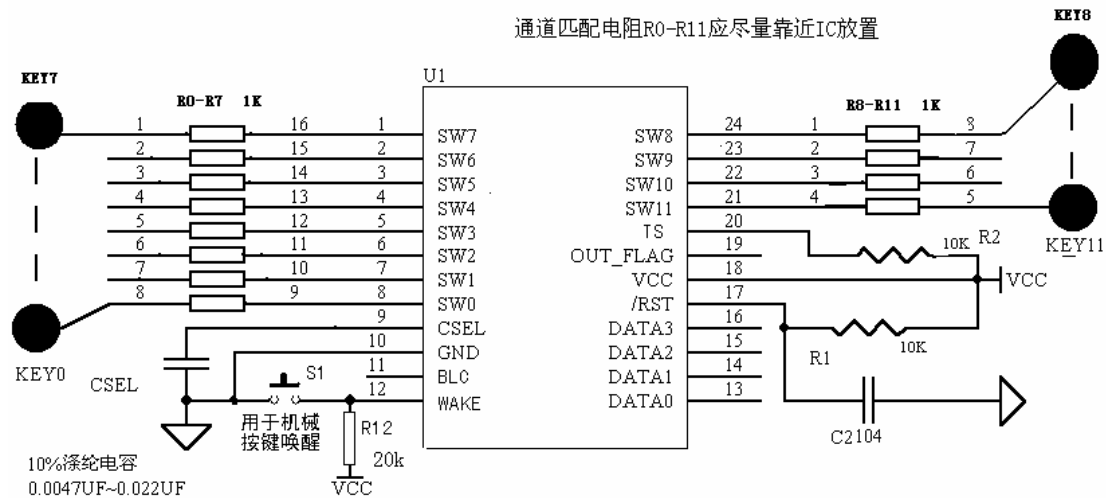 通道匹配电阻R0-R11应尽量靠近IC放置
KEY8
KEY7
U1
R0-R7 1K
R8-R11 1K
1 16 1 SW7 SW8 24 1 8
2 15 2 SW6 SW9 23 2 7
3 14 3 SW5 SW10 22 3 6
4 13 4 SW4 SW11 21 4 5
5 12 5 SW3 TS 20
6 11 6 SW2 OUT_FLAG 19 10K R2
KEY11
7 10 7 SW1 VCC 18 VCC
8 9 8 SW0 /RST 17
9 CSEL DATA3 16
10 GND DATA2 15 R1 10K
KEY0
CSEL
11 BLC DATA1 14
S1
12 WAKE DATA0 13
用于机械
按键唤醒
R12
20k
VCC
C2 104
10%涤纶电容
0.0047UF~0.022UF